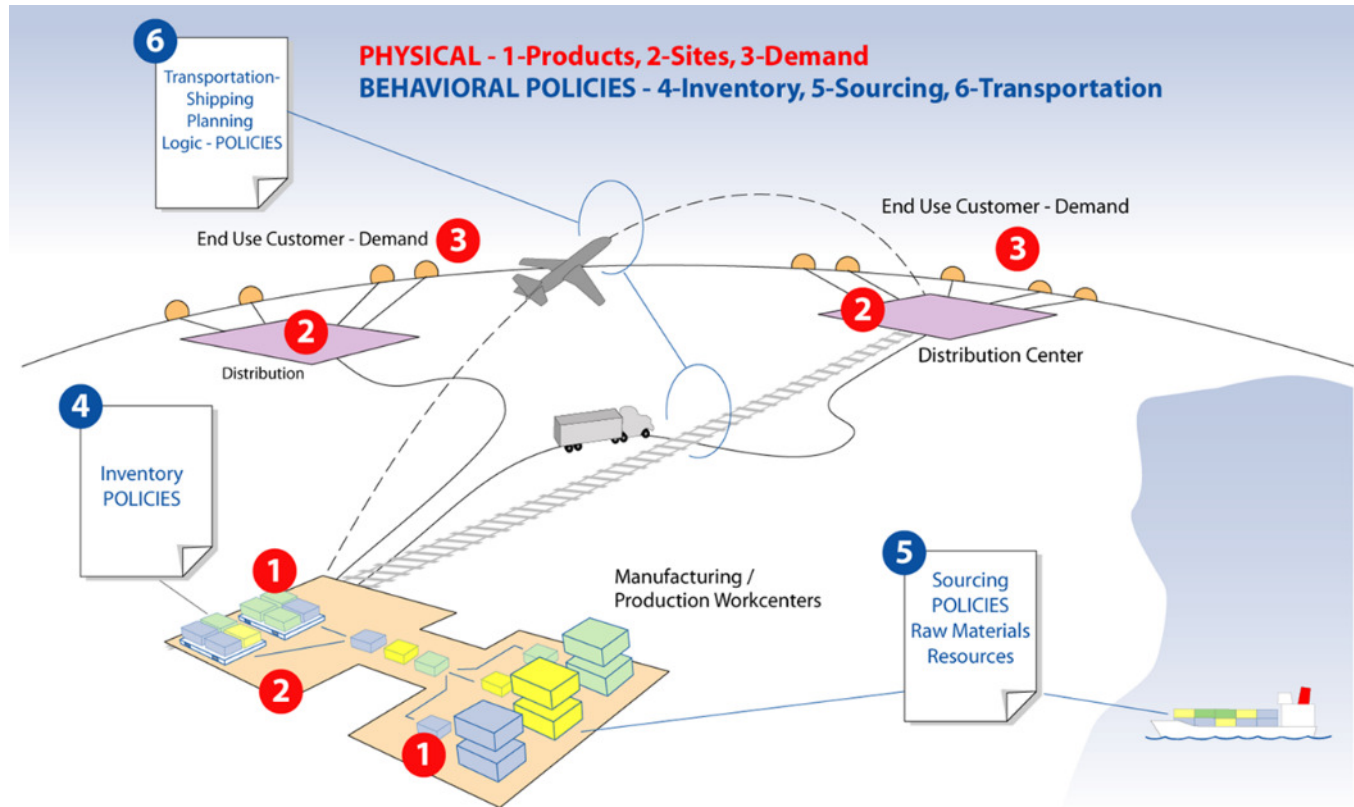 6
Transportation-
Shipping
Planning
Logic - POLICIES
PHYSICAL - 1-Products, 2-Sites, 3-Demand
BEHAVIORAL POLICIES - 4-Inventory, 5-Sourcing, 6-Transportation
End Use Customer - Demand
3
End Use Customer - Demand
3
2
Distribution
2
Distribution Center
4
Inventory
POLICIES
1
2
1
Manufacturing /
Production Workcenters
5
Sourcing
POLICIES
Raw Materials
Resources